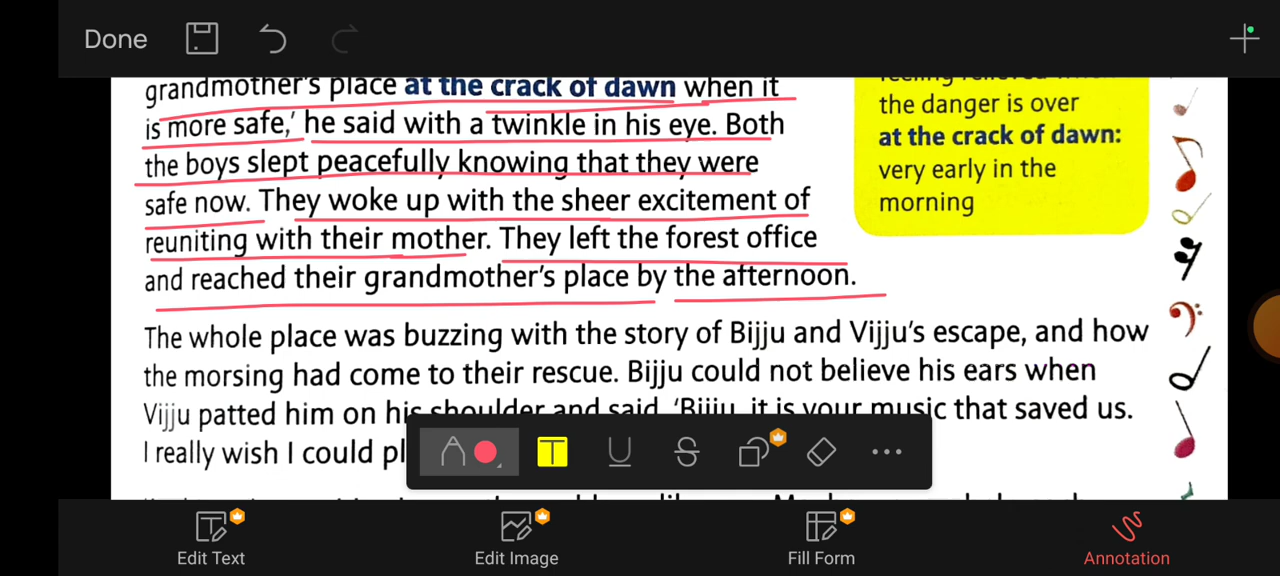 Done
grandmother's place at the crack of dawn when it
is more safe,' he said with a twinkle in his eye. Both
the boys slept peacefully knowing that they were
safe now. They woke up with the sheer excitement of
reuniting with their mother. They left the forest office
and reached their grandmother's place by the afternoon.
the danger is over
at the crack of dawn:
very early in the
morning
The whole place was buzzing with the story of Bijju and Vijju's escape, and how
the morsing had come to their rescue. Bijju could not believe his ears when
Vijju patted him on his shoulder and said, 'Bijju, it is your music that saved us.
I really wish I could
Edit Text
Edit Image
Fill Form
Annotation